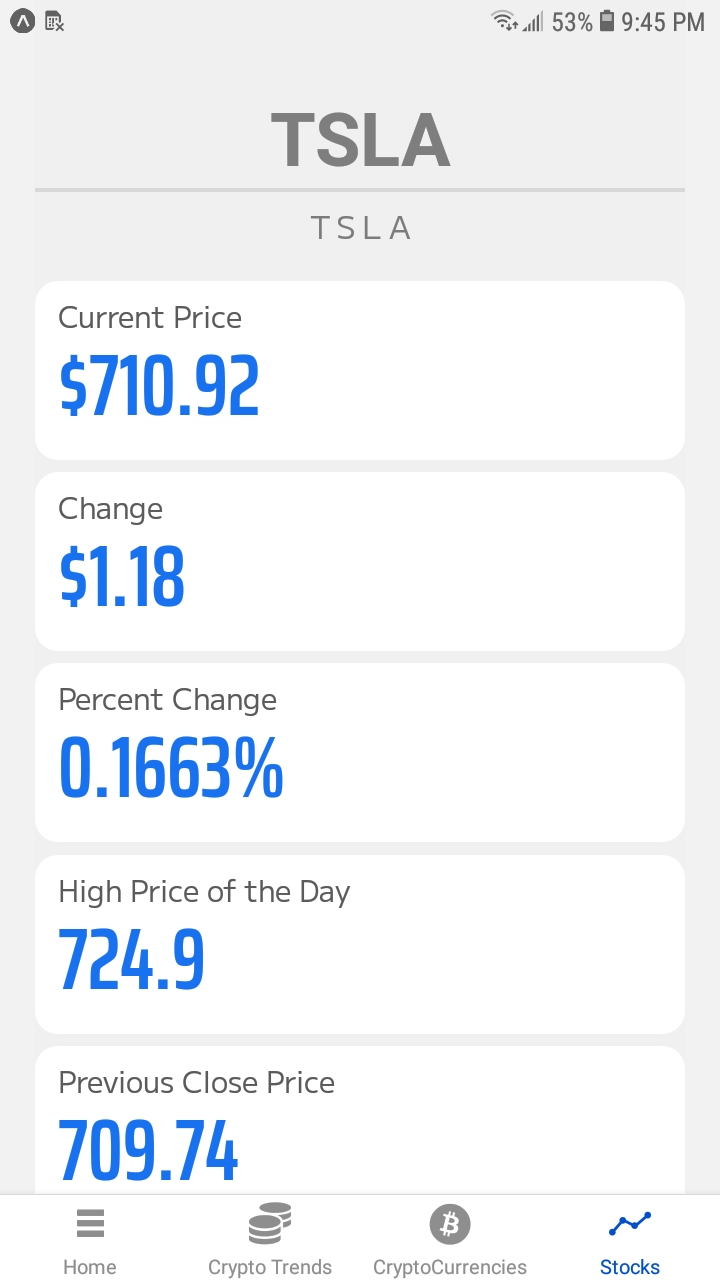 53% 9:45 PM
TSLA
TSLA
Current Price
$710.92
Change
$1.18
Percent Change
0.1663%
High Price of the Day
724.9
Previous Close Price
709.74
Home Crypto Trends CryptoCurrencies Stocks